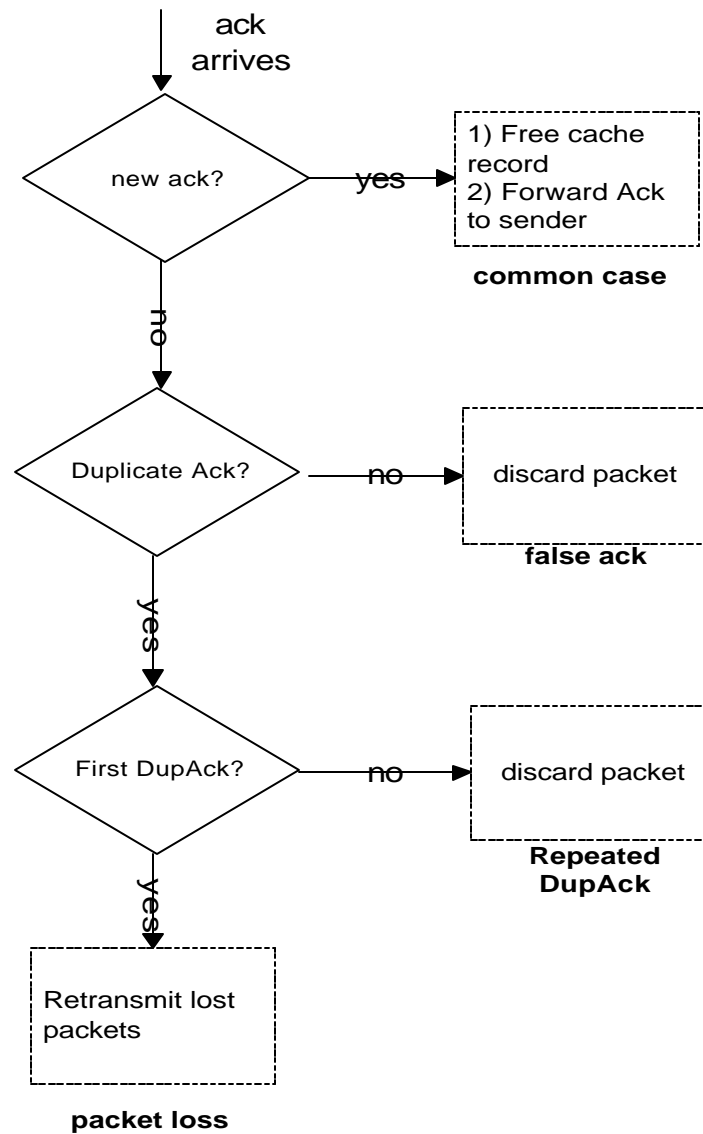 ack
arrives
new ack?
yes
1) Free cache
record
2) Forward Ack
to sender
common case
no
Duplicate Ack?
no
discard packet
false ack
yes
First DupAck?
no
discard packet
Repeated
DupAck
yes
Retransmit lost
packets
packet loss